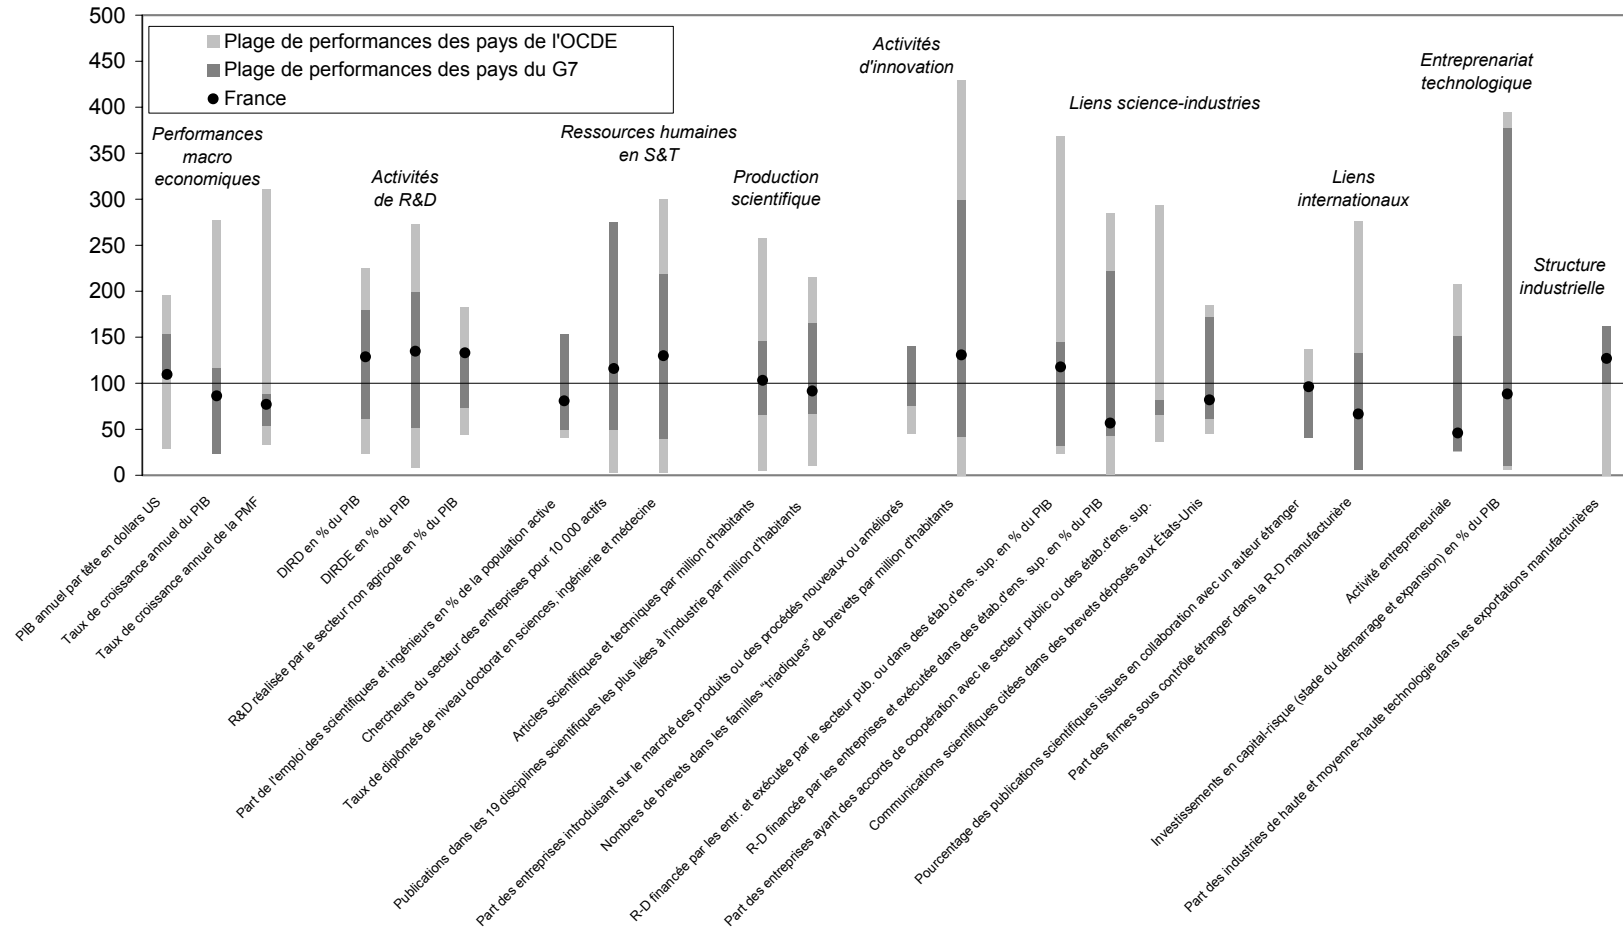 500
450
400
350
300
250
200
150
100
50
0
Plage de performances des pays de l'OCDE
Plage de performances des pays du G7
France
Performances
macro
economiques
Activités
de R&D
Ressources humaines
en S&T
Production
scientifique
Activités
d'innovation
Liens science-industries
Liens
internationaux
Entreprenariat
technologique
Structure
industrielle
PIB annuel par tête en dollars US
Taux de croissance annuel du PIB
Taux de croissance annuel de la PMF
DIRD en % du PIB
DIRDE en % du PIB
R&D réalisée par le secteur non agricole en % du PIB
Part de l'emploi des scientifiques et ingénieurs en % de la population active
Chercheurs du secteur des entreprises pour 10 000 actifs
Taux de diplômés de niveau doctorat en sciences, ingénierie et médecine
Articles scientifiques et techniques par million d'habitants
Publications dans les 19 disciplines scientifiques les plus liées à l'industrie par million d'habitants
Part des entreprises introduisant sur le marché des produits ou des procédés nouveaux ou améliorés
Nombres de brevets dans les familles "triadiques" de brevets par million d'habitants
R-D financée par les entr. et exécutée par le secteur pub. ou dans des étab.d'ens. sup. en % du PIB
R-D financée par les entreprises et exécutée dans des étab.d'ens. sup. en % du PIB
Part des entreprises ayant des accords de coopération avec le secteur public ou des étab.d'ens. sup.
Communications scientifiques citées dans des brevets déposés aux États-Unis
Pourcentage des publications scientifiques issues en collaboration avec un auteur étranger
Part des firmes sous contrôle étranger dans la R-D manufacturière
Activité entrepreneuriale
Investissements en capital-risque (stade du démarrage et expansion) en % du PIB
Part des industries de haute et moyenne-haute technologie dans les exportations manufacturières